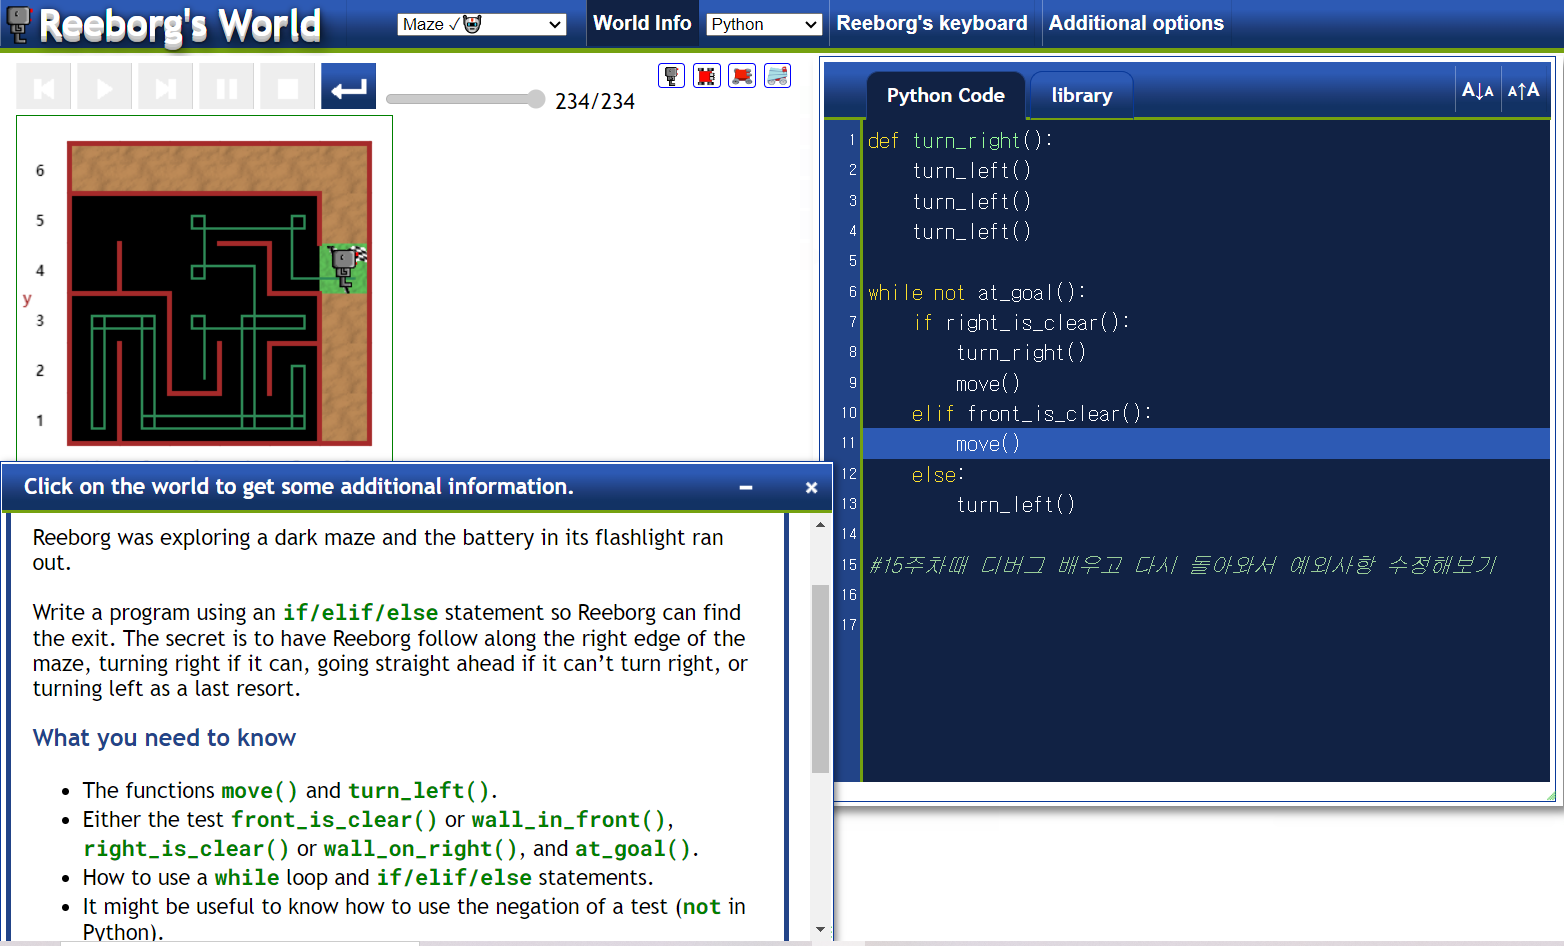 Reeborg's World
Maze ✓
World Info
Python
Reeborg's keyboard
Additional options
234/234
6
5
4
y
3
2
1
Python Code
library
A↓A
A↑A
1 def turn_right():
2     turn_left()
3     turn_left()
4     turn_left()
5
6 while not at_goal():
7     if right_is_clear():
8         turn_right()
9         move()
10     elif front_is_clear():
11         move()
12     else:
13         turn_left()
14
15 #15주차때 디버그 배우고 다시 돌아와서 예외사항 수정해보기
16
17
Click on the world to get some additional information.
Reeborg was exploring a dark maze and the battery in its flashlight ran
out.
Write a program using an if/elif/else statement so Reeborg can find
the exit. The secret is to have Reeborg follow along the right edge of the
maze, turning right if it can, going straight ahead if it can’t turn right, or
turning left as a last resort.
What you need to know
• The functions move() and turn_left().
• Either the test front_is_clear() or wall_in_front(),
right_is_clear() or wall_on_right(), and at_goal().
• How to use a while loop and if/elif/else statements.
• It might be useful to know how to use the negation of a test (not in
Python).